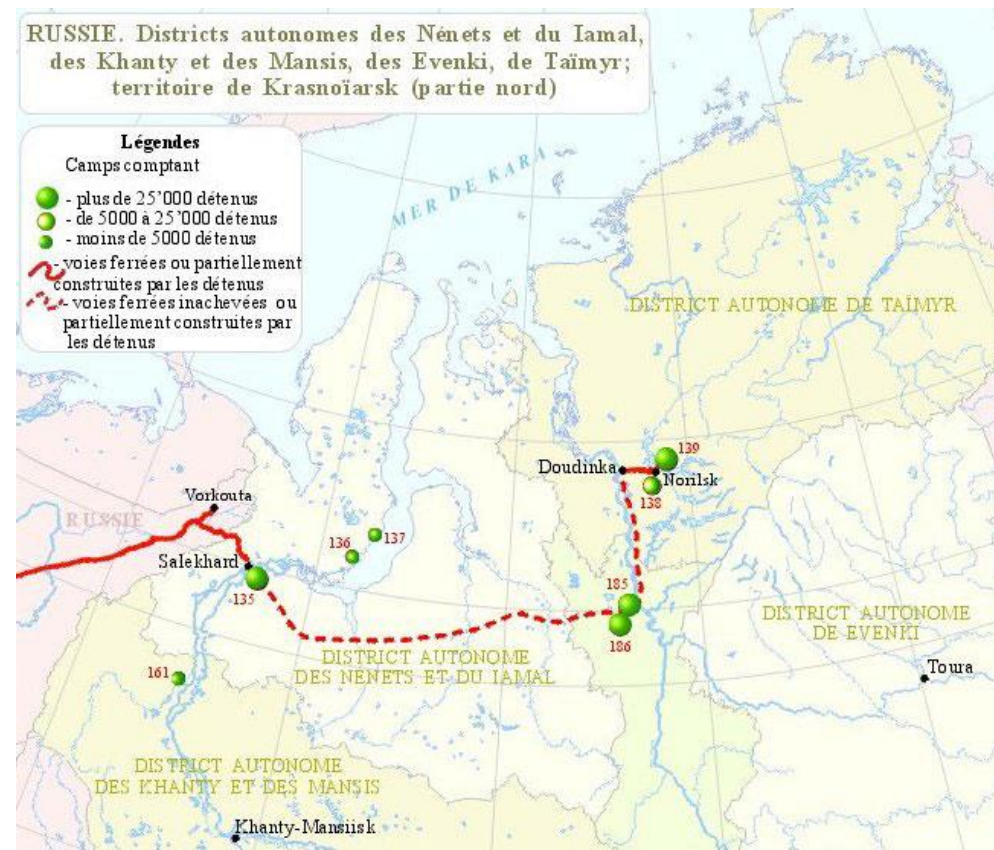 RUSSIE. Districts autonomes des Nénets et du Iamal,
des Khanty et des Mansis, des Evenki, de Taïmyr;
territoire de Krasnoïarsk (partie nord)
Légendes
Camps comptant
- plus de 25'000 détenus
- de 5000 à 25'000 détenus
- moins de 5000 détenus
- voies ferrées ou partiellement
construites par les détenus
- voies ferrées inachevées ou
partiellement construites par
les détenus
MER DE KARA
DISTRICT AUTONOME DE TAÏMYR
139
Doudinka
Norilsk
138
Vorkouta
RUSSIE
136
137
Salekhard
135
185
186
DISTRICT AUTONOME
DE EVENKI
DISTRICT AUTONOME
DES NÉNETS ET DU IAMAL
Toura
161
DISTRICT AUTONOME
DES KHANTY ET DES MANSIS
Khanty-Mansiisk